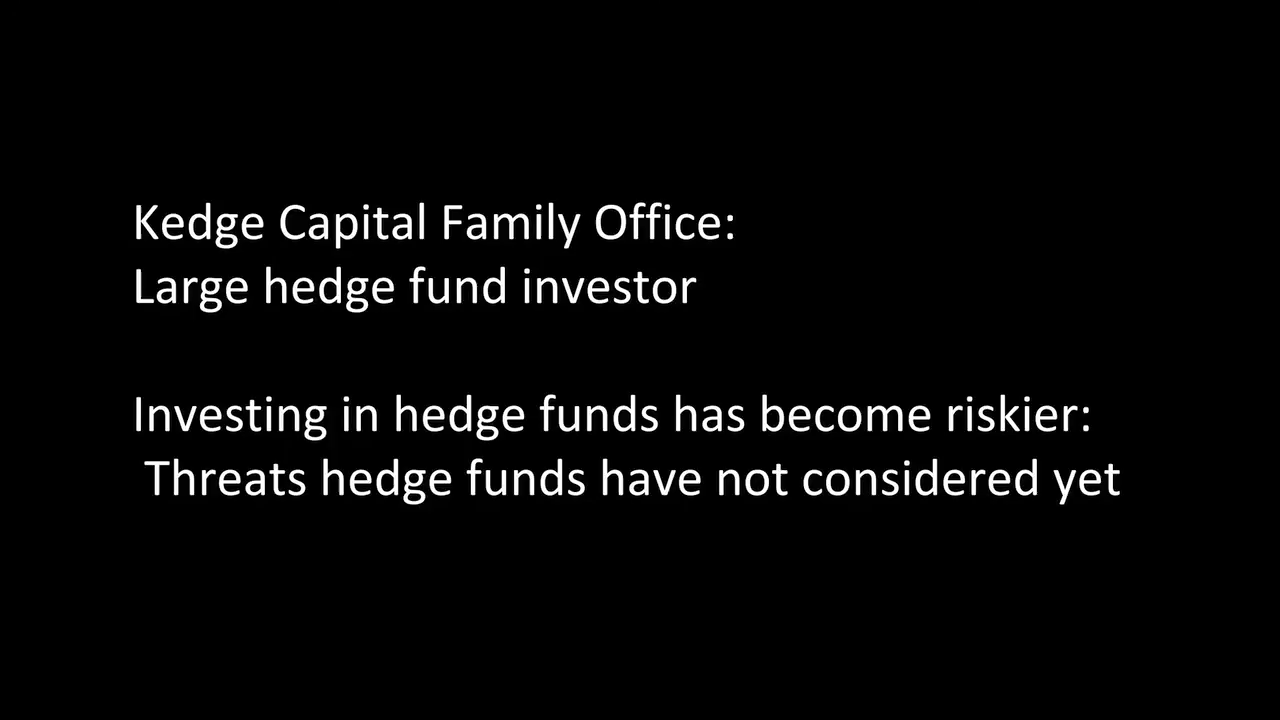 Kedge Capital Family Office:
Large hedge fund investor
Investing in hedge funds has become riskier:
Threats hedge funds have not considered yet